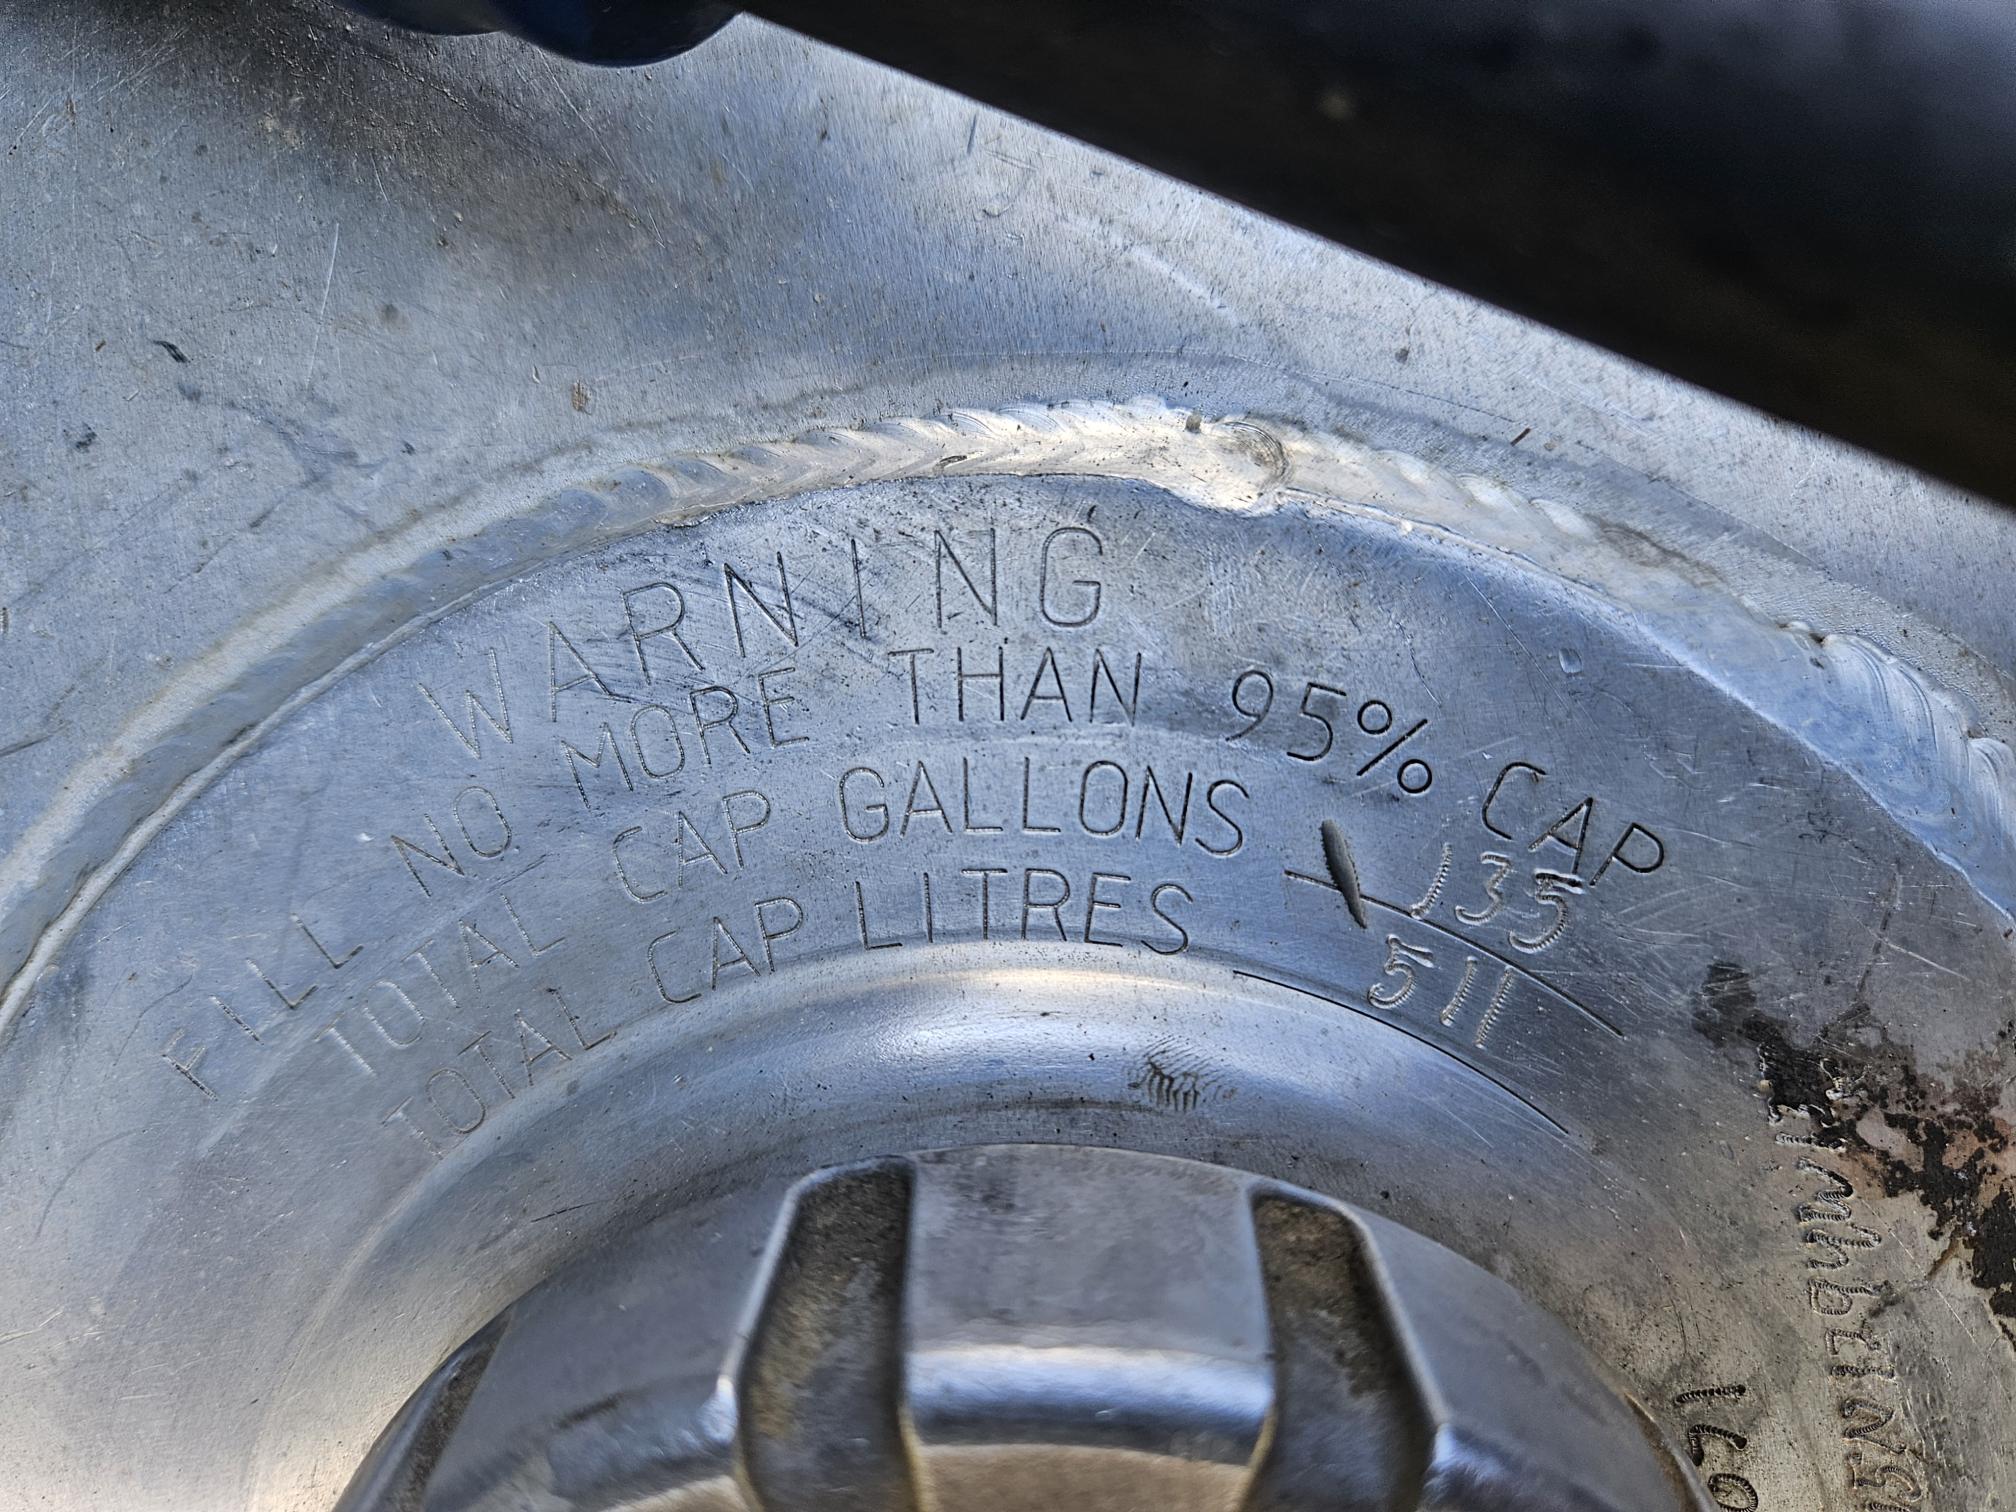 WARNING
FILL NO MORE THAN 95% CAP
TOTAL CAP GALLONS 135
TOTAL CAP LITRES 511